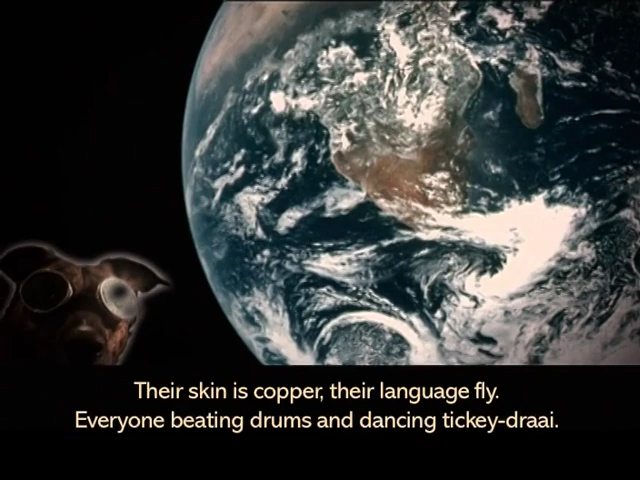 Their skin is copper, their language fly.
Everyone beating drums and dancing tickey-draai.